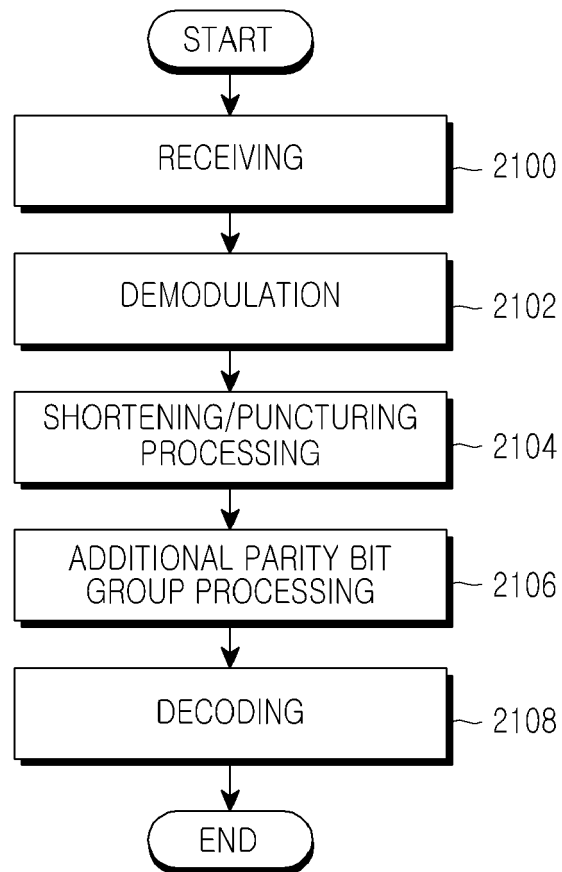 START
RECEIVING
2100
DEMODULATION
2102
SHORTENING/PUNCTURING
PROCESSING
2104
ADDITIONAL PARITY BIT
GROUP PROCESSING
2106
DECODING
2108
END